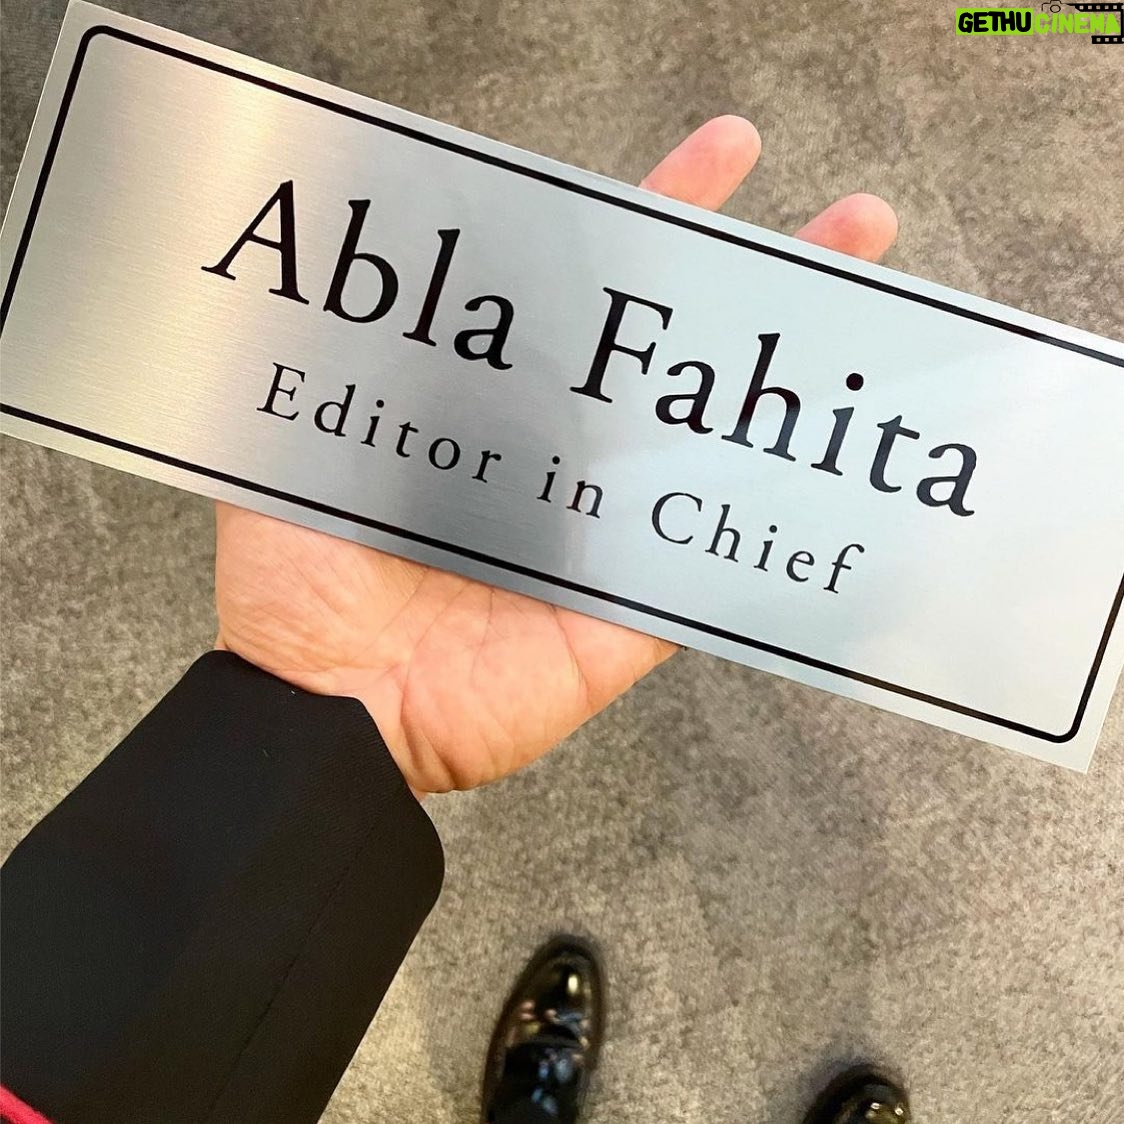 GETHU CINEMA
Abla Fahita
Editor in Chief